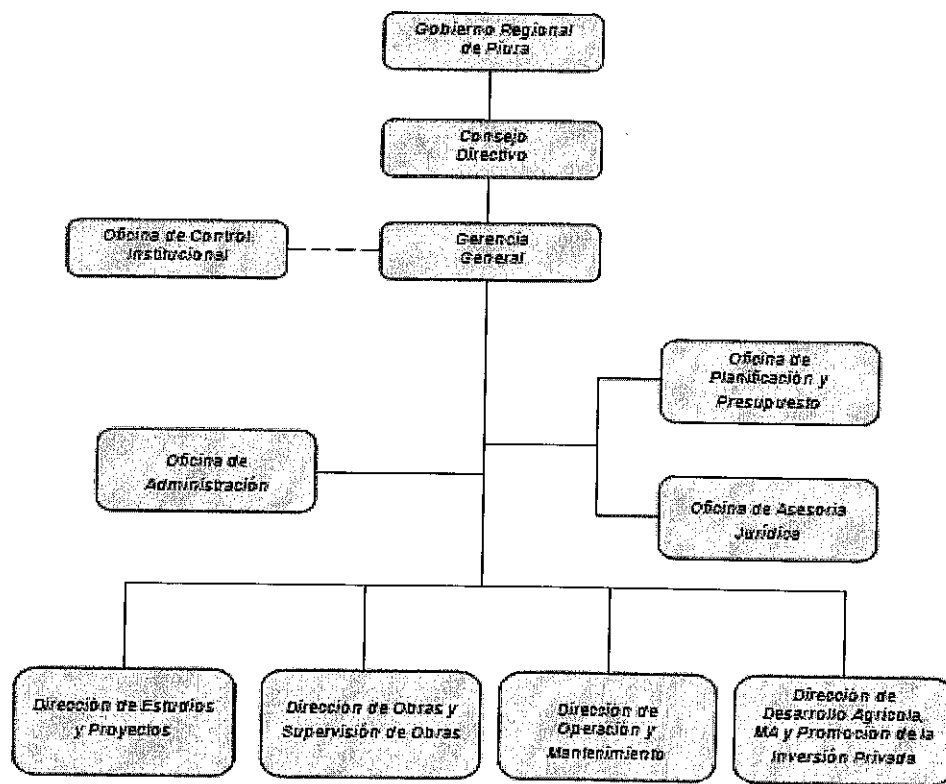 Gobierno Regional
de Piura
Consejo
Directivo
Oficina de Control
Institucional
Gerencia
General
Oficina de
Planificación y
Presupuesto
Oficina de
Administración
Oficina de Asesoria
Jurídica
Dirección de Estudios
y Proyectos
Dirección de Obras y
Supervisión de Obras
Dirección de
Operación y
Mantenimiento
Dirección de
Desarrollo Agrícola,
MA y Promoción de la
Inversión Privada